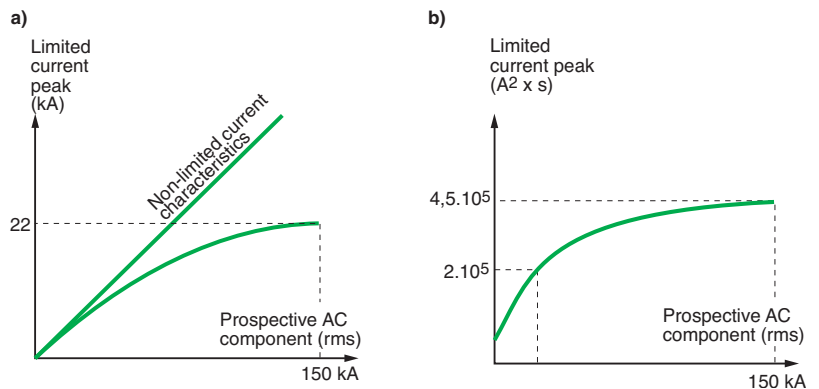 a)
Limited
current peak
peak
(kA)
Non-limited current
characteristics
22
Prospective AC
component (rms)
150 kA
b)
Limited
current peak
(A² x s)
4,5.10⁵
2.10⁵
Prospective AC
component (rms)
150 kA